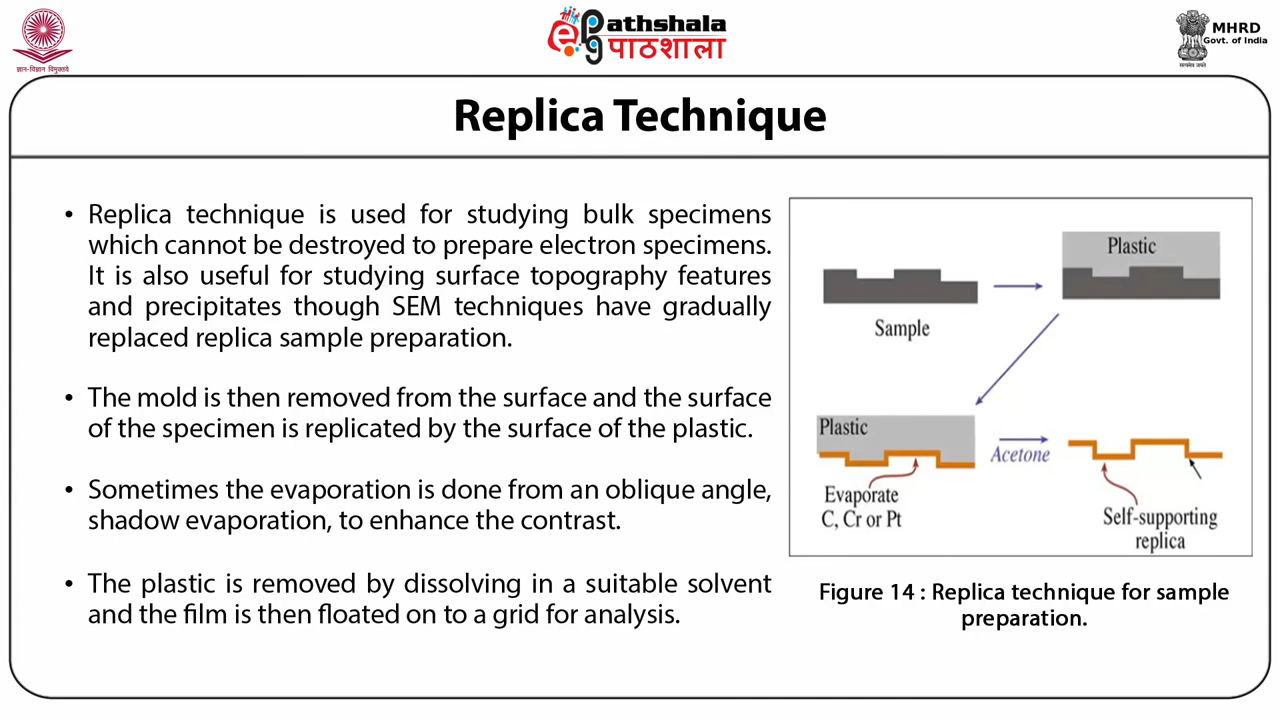 ज्ञान-विज्ञान विमुक्तये
ePathshala
पाठशाला
MHRD
Govt. of India
सत्यमेव जयते
Replica Technique
• Replica technique is used for studying bulk specimens
which cannot be destroyed to prepare electron specimens.
It is also useful for studying surface topography features
and precipitates though SEM techniques have gradually
replaced replica sample preparation.
• The mold is then removed from the surface and the surface
of the specimen is replicated by the surface of the plastic.
• Sometimes the evaporation is done from an oblique angle,
shadow evaporation, to enhance the contrast.
• The plastic is removed by dissolving in a suitable solvent
and the film is then floated on to a grid for analysis.
Sample
Plastic
Plastic
Acetone
Evaporate
C, Cr or Pt
Self-supporting
replica
Figure 14 : Replica technique for sample
preparation.